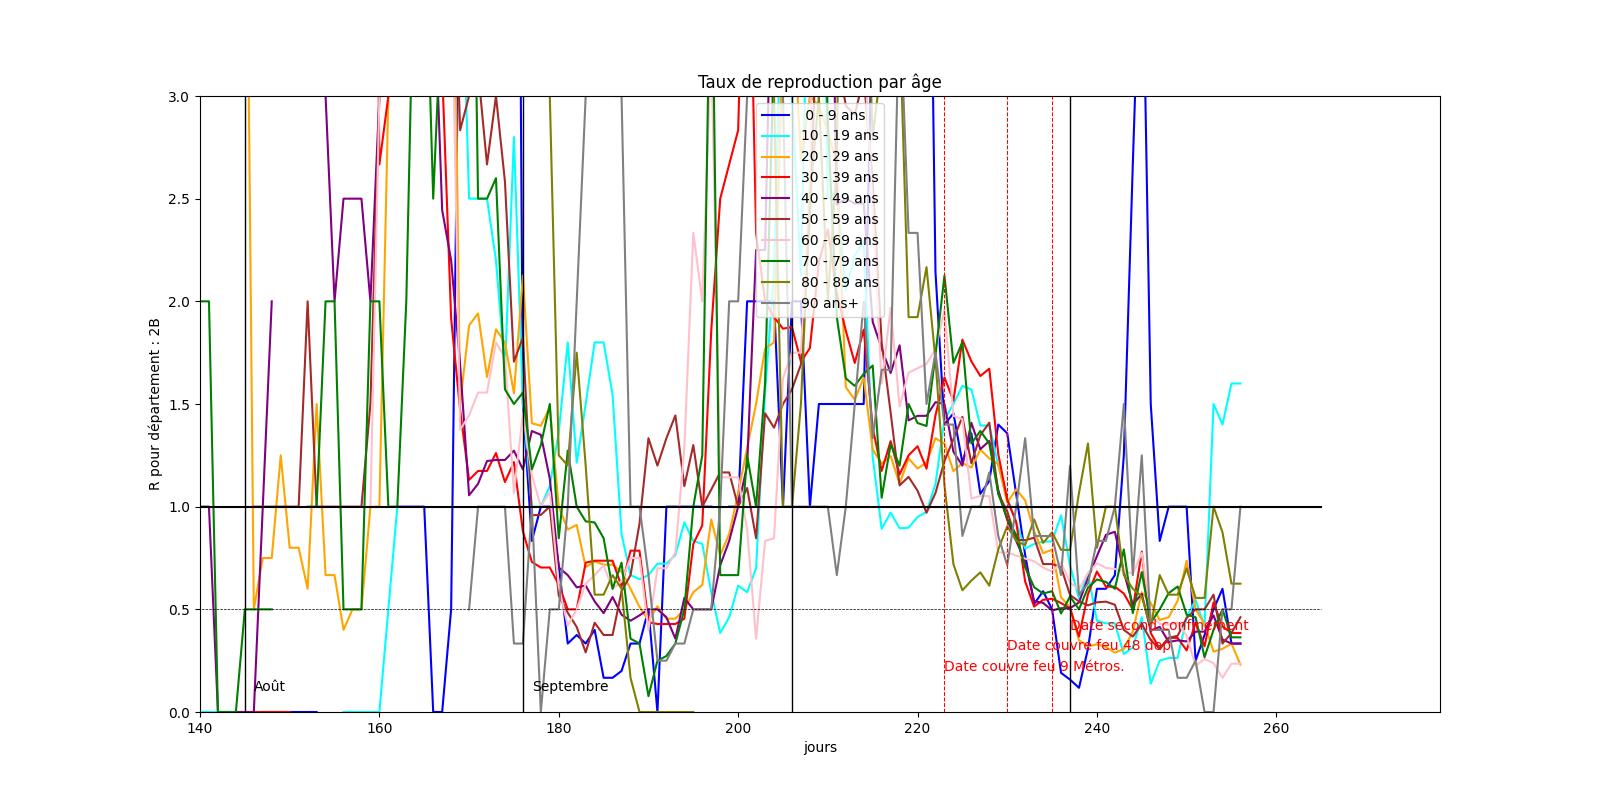 Taux de reproduction par âge
R pour département : 2B
3.0
2.5
2.0
1.5
1.0
0.5
0.0
0 - 9 ans
10 - 19 ans
20 - 29 ans
30 - 39 ans
40 - 49 ans
50 - 59 ans
60 - 69 ans
70 - 79 ans
80 - 89 ans
90 ans+
Date second confinement
Date couvre feu 48 dep
Date couvre feu 9 Métros.
Août
Septembre
140 160 180 200 220 240 260
jours